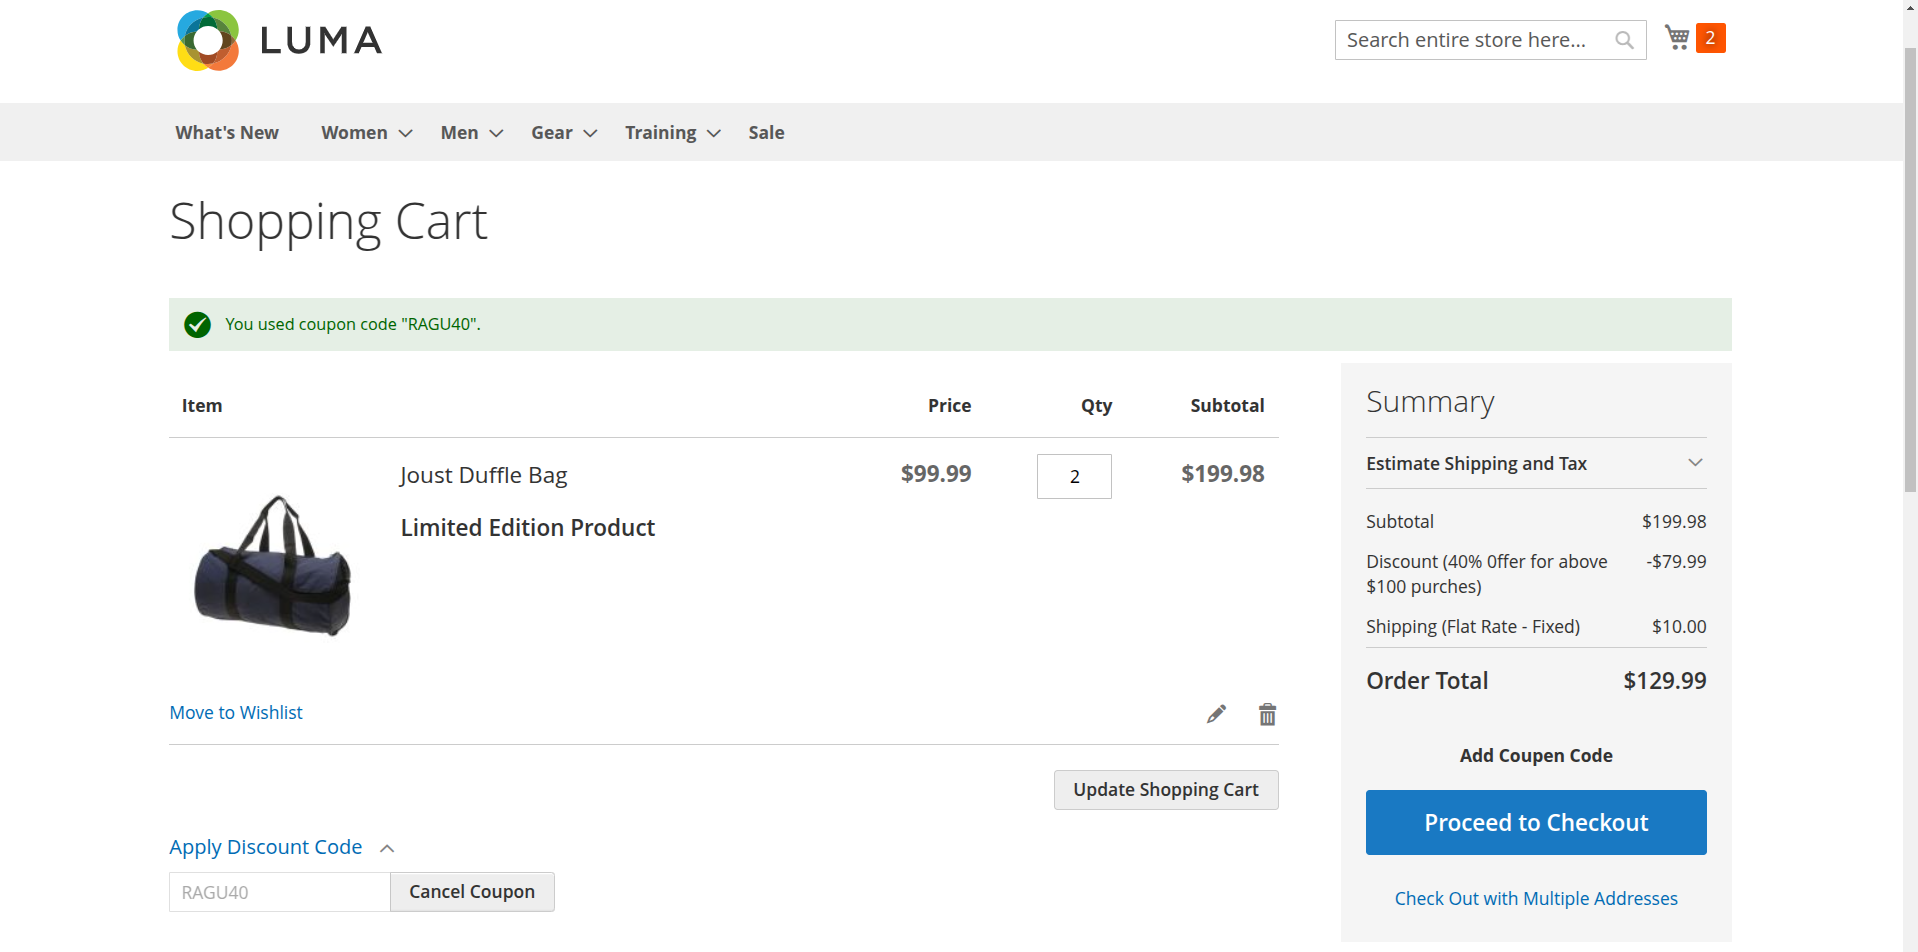 LUMA
Search entire store here...
2
What's New Women Men Gear Training Sale
Shopping Cart
You used coupon code "RAGU40".
Item Price Qty Subtotal
Joust Duffle Bag $99.99 2 $199.98
Limited Edition Product
Move to Wishlist
Update Shopping Cart
Apply Discount Code
RAGU40 Cancel Coupon
Summary
Estimate Shipping and Tax
Subtotal $199.98
Discount (40% 0ffer for above -$79.99
$100 purches)
Shipping (Flat Rate - Fixed) $10.00
Order Total $129.99
Add Coupen Code
Proceed to Checkout
Check Out with Multiple Addresses